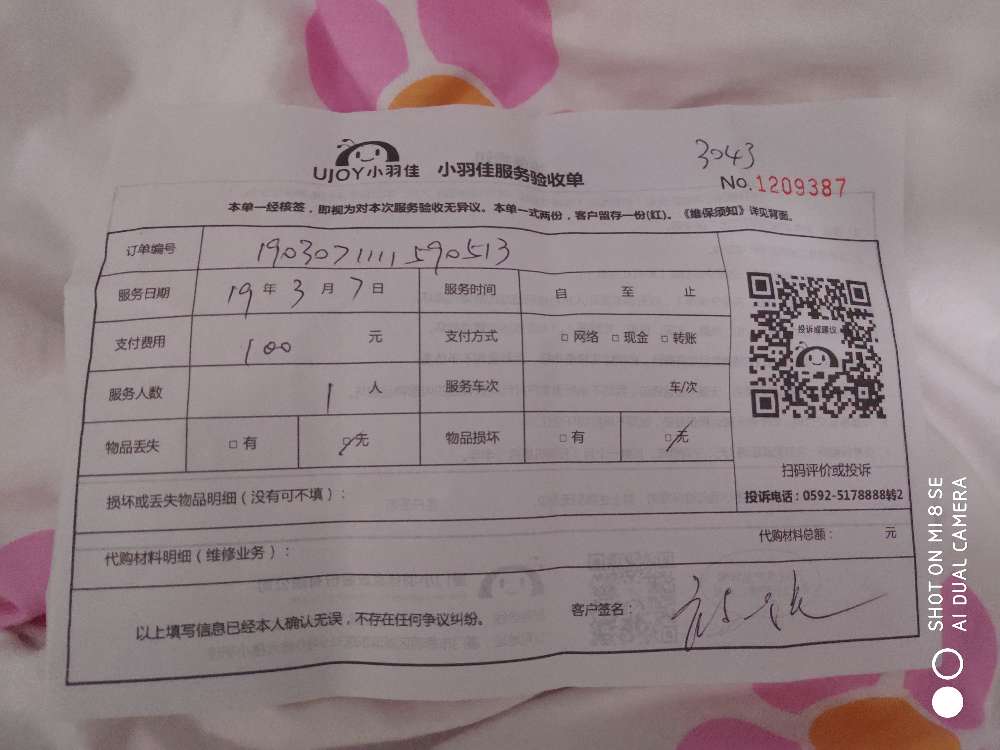 3043
UJOY小羽佳 小羽佳服务验收单
No. 1209387
本单一经核签，即视为对本次服务验收无异议。本单一式两份，客户留存一份(红)。《维保须知》详见背面。
订单编号 1903071111590513
服务日期 19 年 3 月 7 日 服务时间 自 至 止
支付费用 100 元 支付方式 □ 网络 □ 现金 □ 转账
服务人数 1 人 服务车次 车/次
物品丢失 □ 有 □ 无 物品损坏 □ 有 □ 无
投诉或建议
扫码评价或投诉
投诉电话：0592-5178888转2
损坏或丢失物品明细（没有可不填）：
代购材料明细（维修业务）： 代购材料总额： 元
以上填写信息已经本人确认无误，不存在任何争议纠纷。 客户签名：
SHOT ON MI 8 SE
AI DUAL CAMERA